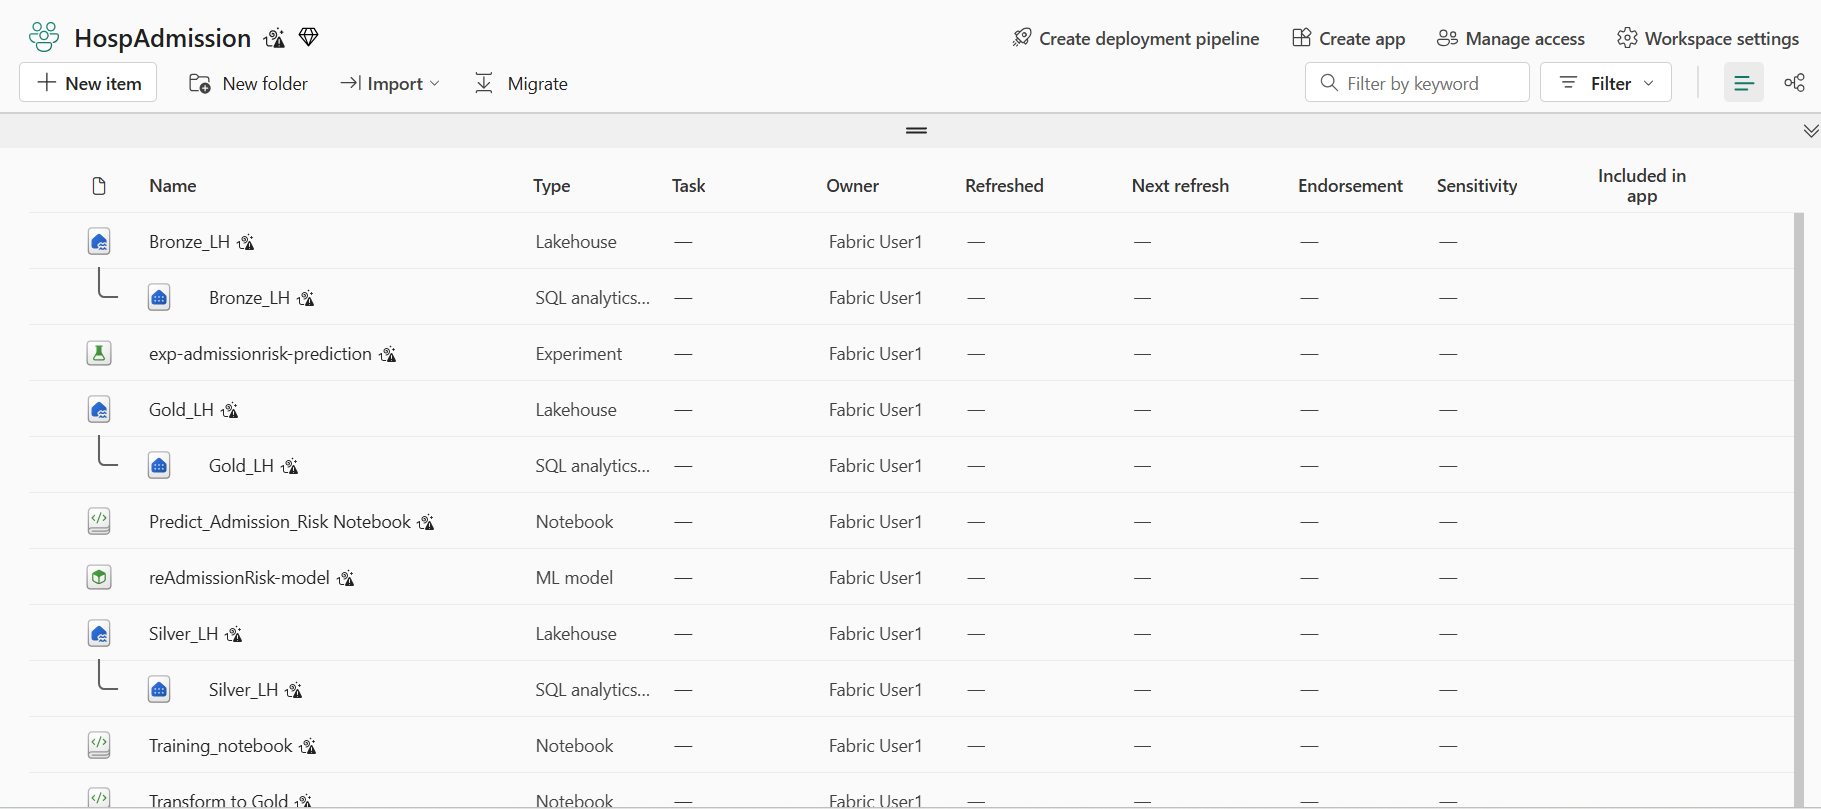 HospAdmission
Create deployment pipeline Create app Manage access Workspace settings
New item New folder Import Migrate Filter by keyword Filter
Name Type Task Owner Refreshed Next refresh Endorsement Sensitivity Included in app
Bronze_LH Lakehouse — Fabric User1 — — — —
Bronze_LH SQL analytics... — Fabric User1 — — — —
exp-admissionrisk-prediction Experiment — Fabric User1 — — — —
Gold_LH Lakehouse — Fabric User1 — — — —
Gold_LH SQL analytics... — Fabric User1 — — — —
Predict_Admission_Risk Notebook Notebook — Fabric User1 — — — —
reAdmissionRisk-model ML model — Fabric User1 — — — —
Silver_LH Lakehouse — Fabric User1 — — — —
Silver_LH SQL analytics... — Fabric User1 — — — —
Training_notebook Notebook — Fabric User1 — — — —
Transform to Gold Notebook — Fabric User1 — — — —